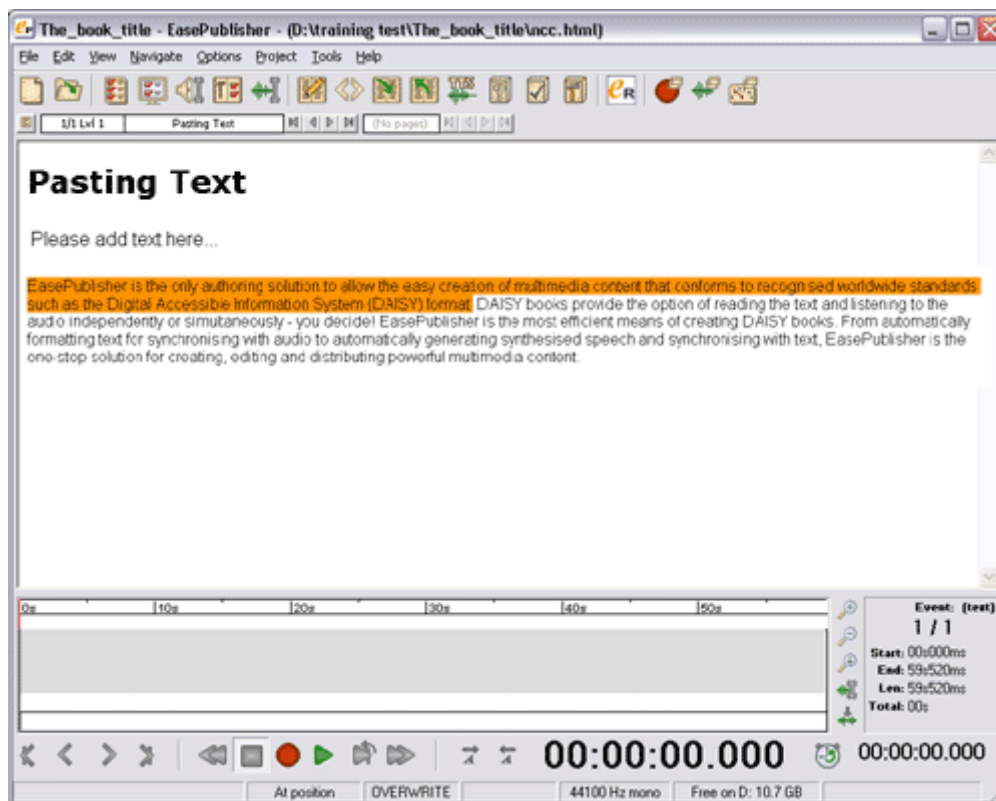 The_book_title - EasePublisher - (D:\training test\The_book_title\ncc.html)
File Edit View Navigate Options Project Tools Help
1/1 Lvl 1 Pasting Text (No pages)
Pasting Text
Please add text here...
EasePublisher is the only authoring solution to allow the easy creation of multimedia content that conforms to recognised worldwide standards
such as the Digital Accessible Information System (DAISY) format. DAISY books provide the option of reading the text and listening to the
audio independently or simultaneously - you decide! EasePublisher is the most efficient means of creating DAISY books. From automatically
formatting text for synchronising with audio to automatically generating synthesised speech and synchronising with text, EasePublisher is the
one-stop solution for creating, editing and distributing powerful multimedia content.
0s 10s 20s 30s 40s 50s
Event: (text)
1 / 1
Start: 00s000ms
End: 59s520ms
Len: 59s520ms
Total: 00s
00:00:00.000 00:00:00.000
At position OVERWRITE 44100 Hz mono Free on D: 10.7 GB